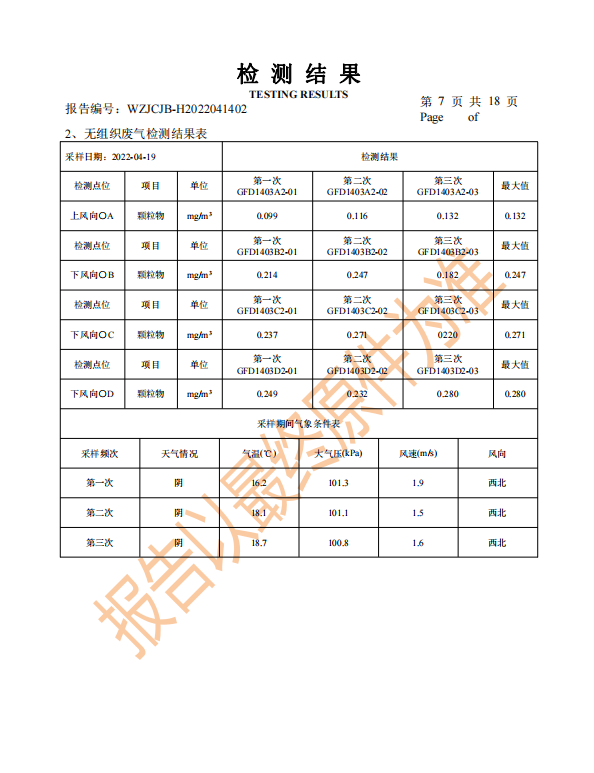 检 测 结 果
TESTING RESULTS
报告编号：WZJCJB-H2022041402
第 7 页 共 18 页
Page of
2、无组织废气检测结果表
采样日期：2022-04-19 检测结果
检测点位 项目 单位 第一次 GFD1403A2-01 第二次 GFD1403A2-02 第三次 GFD1403A2-03 最大值
上风向〇A 颗粒物 mg/m³ 0.099 0.116 0.132 0.132
检测点位 项目 单位 第一次 GFD1403B2-01 第二次 GFD1403B2-02 第三次 GFD1403B2-03 最大值
下风向〇B 颗粒物 mg/m³ 0.214 0.247 0.182 0.247
检测点位 项目 单位 第一次 GFD1403C2-01 第二次 GFD1403C2-02 第三次 GFD1403C2-03 最大值
下风向〇C 颗粒物 mg/m³ 0.237 0.271 0220 0.271
检测点位 项目 单位 第一次 GFD1403D2-01 第二次 GFD1403D2-02 第三次 GFD1403D2-03 最大值
下风向〇D 颗粒物 mg/m³ 0.249 0.232 0.280 0.280
采样期间气象条件表
采样频次 天气情况 气温(℃) 大气压(kPa) 风速(m/s) 风向
第一次 阴 16.2 101.3 1.9 西北
第二次 阴 18.1 101.1 1.5 西北
第三次 阴 18.7 100.8 1.6 西北
报告以最终原件为准